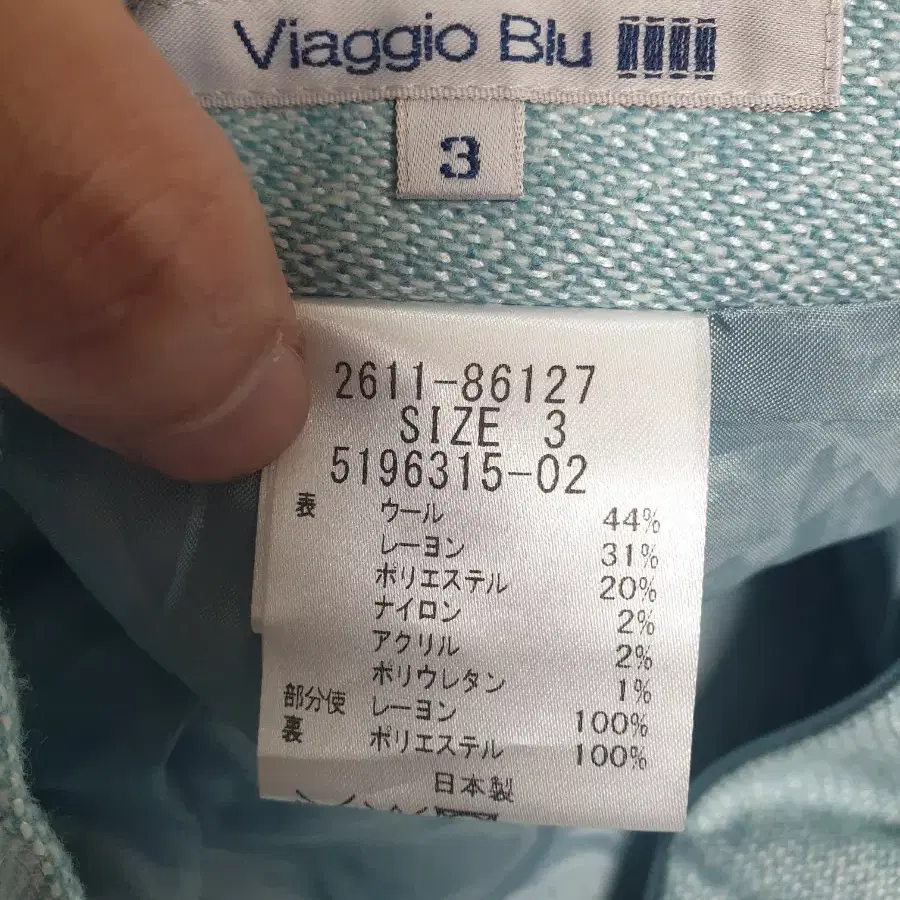 Viaggio Blu
3
2611-86127
SIZE 3
5196315-02
表 ウール 44%
レーヨン 31%
ポリエステル 20%
ナイロン 2%
アクリル 2%
ポリウレタン 1%
部分使 レーヨン 100%
裏 ポリエステル 100%
日本製